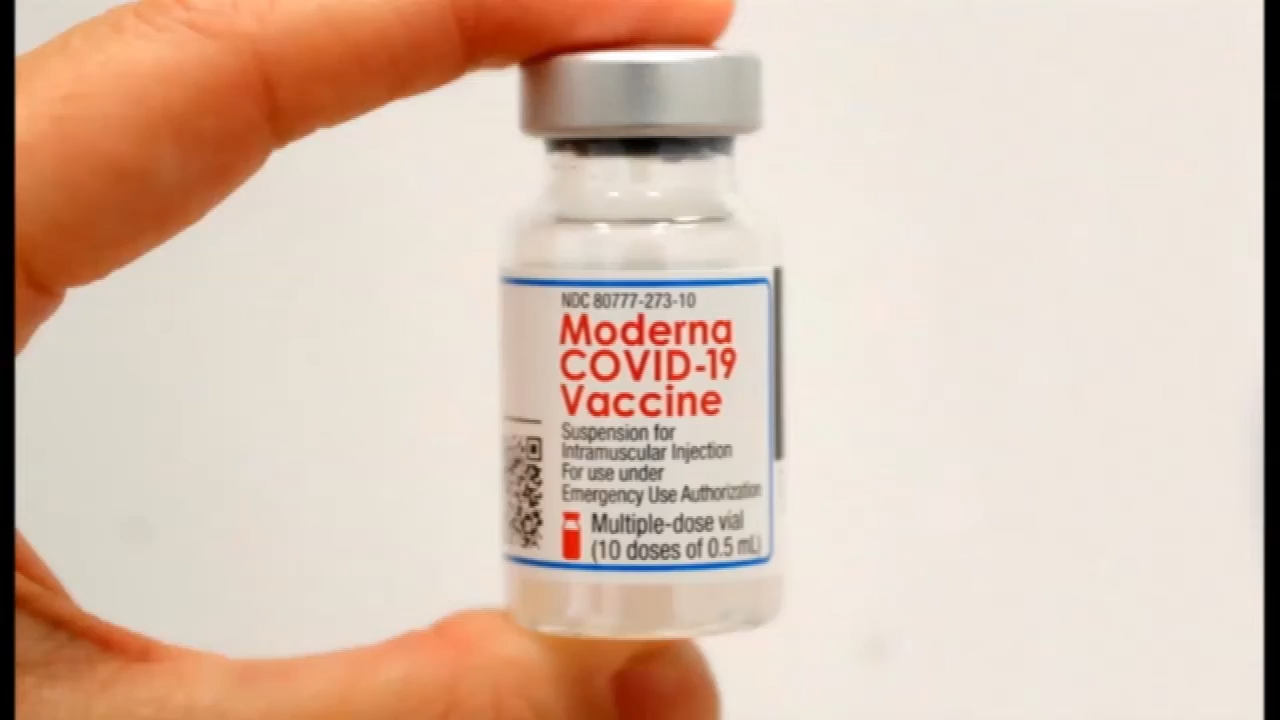 NDC 80777-273-10
Moderna
COVID-19
Vaccine
Suspension for
Intramuscular Injection
For use under
Emergency Use Authorization
Multiple-dose vial
(10 doses of 0.5 mL)